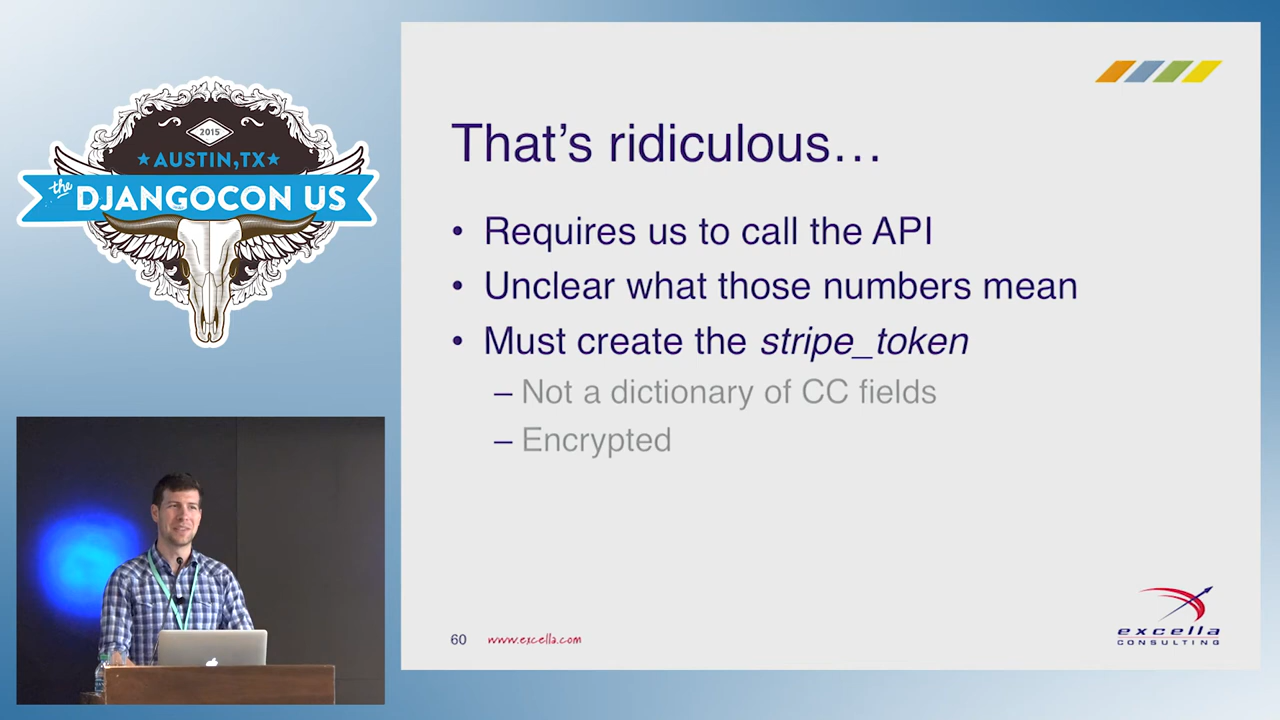 2015
AUSTIN, TX
the
DJANGOCON US
That's ridiculous…
• Requires us to call the API
• Unclear what those numbers mean
• Must create the stripe_token
– Not a dictionary of CC fields
– Encrypted
60 www.excella.com
excella
CONSULTING